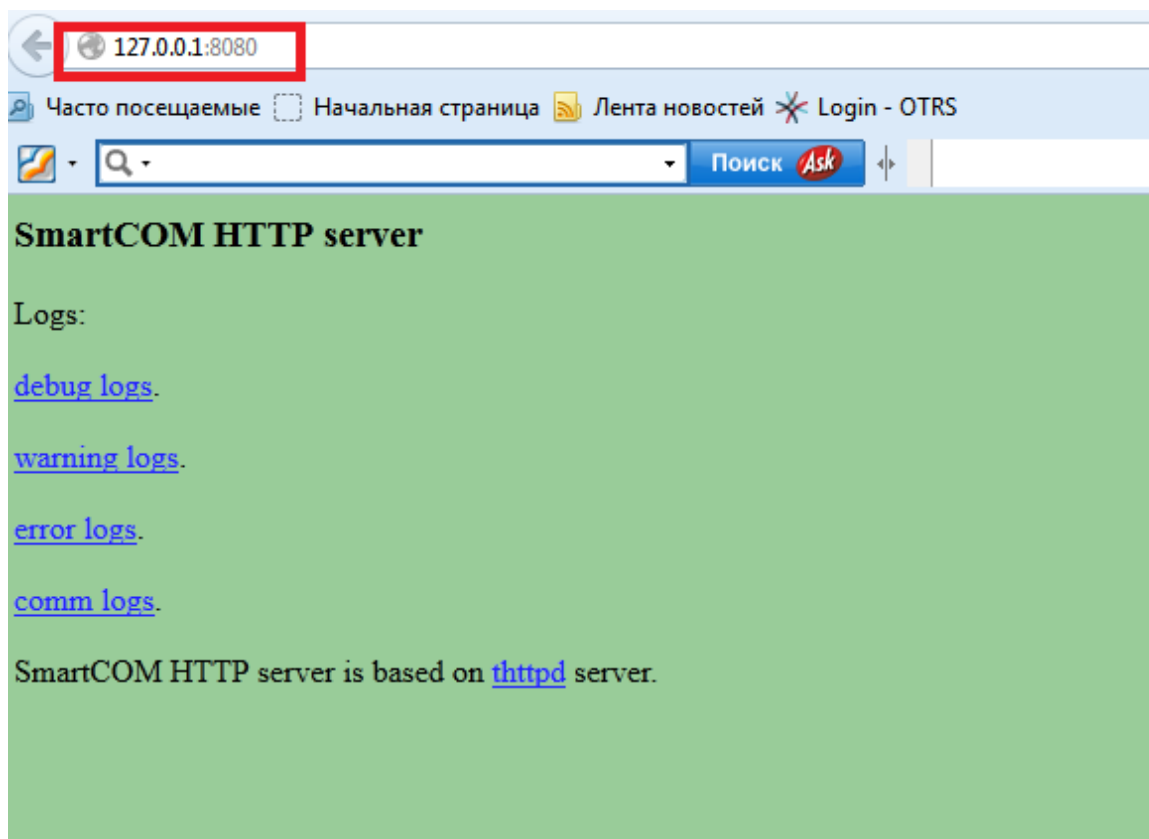 127.0.0.1:8080
Часто посещаемые Начальная страница Лента новостей Login - OTRS
Поиск Ask
SmartCOM HTTP server
Logs:
debug logs.
warning logs.
error logs.
comm logs.
SmartCOM HTTP server is based on thttpd server.